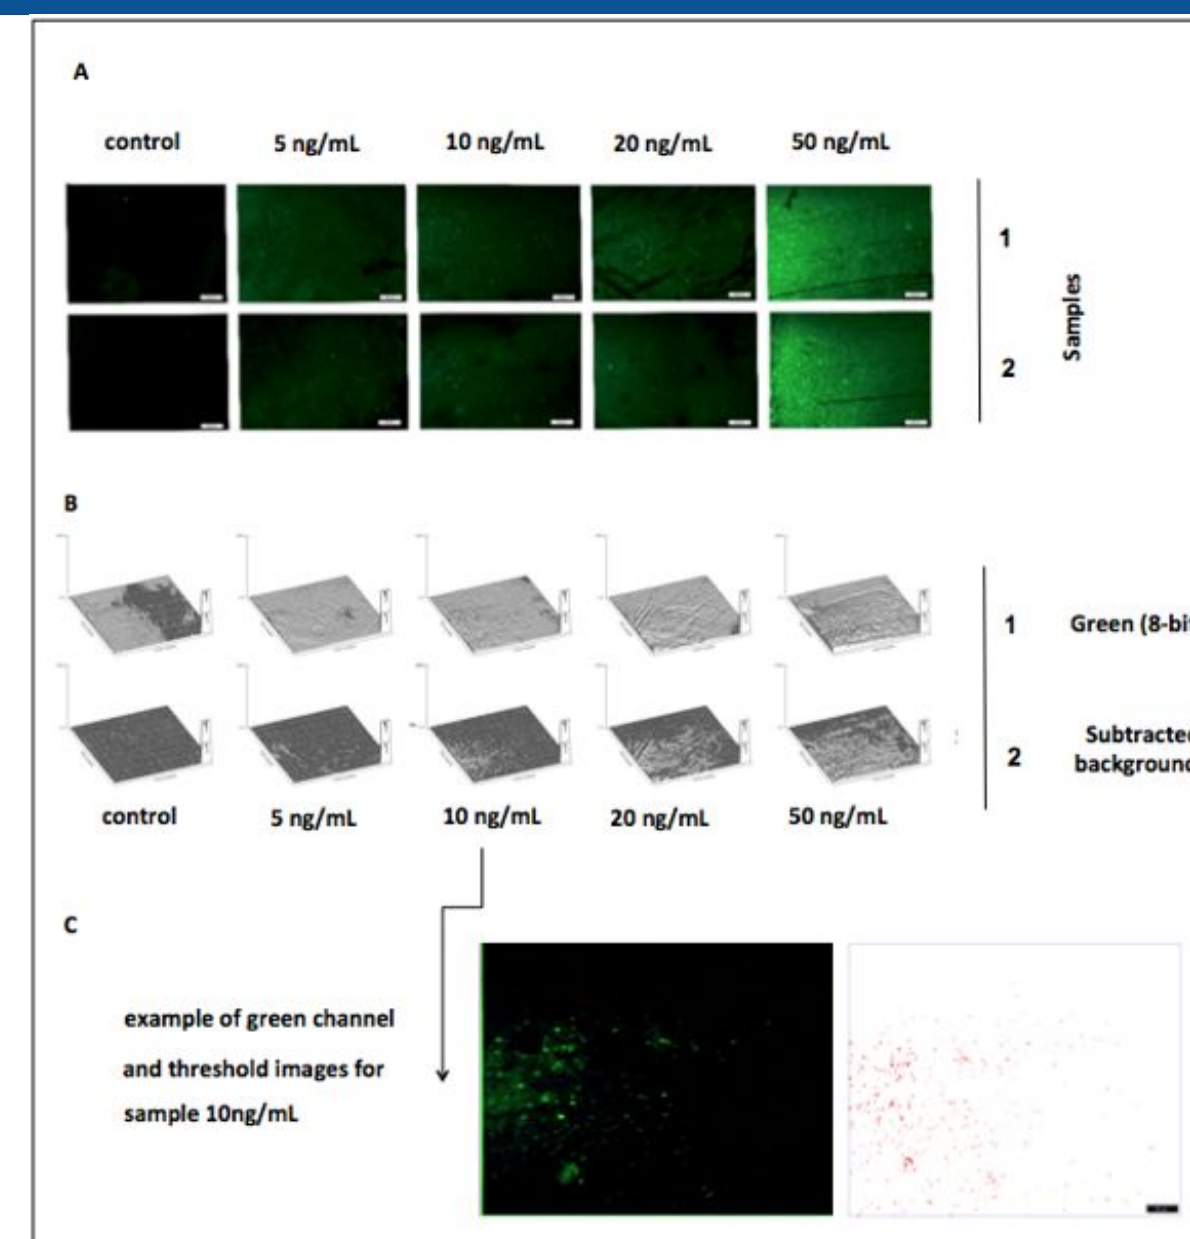 A
control 5 ng/mL 10 ng/mL 20 ng/mL 50 ng/mL
1
Samples
2
B
1 Green (8-bi
Subtracte
2 background
control 5 ng/mL 10 ng/mL 20 ng/mL 50 ng/mL
C
example of green channel
and threshold images for
sample 10ng/mL